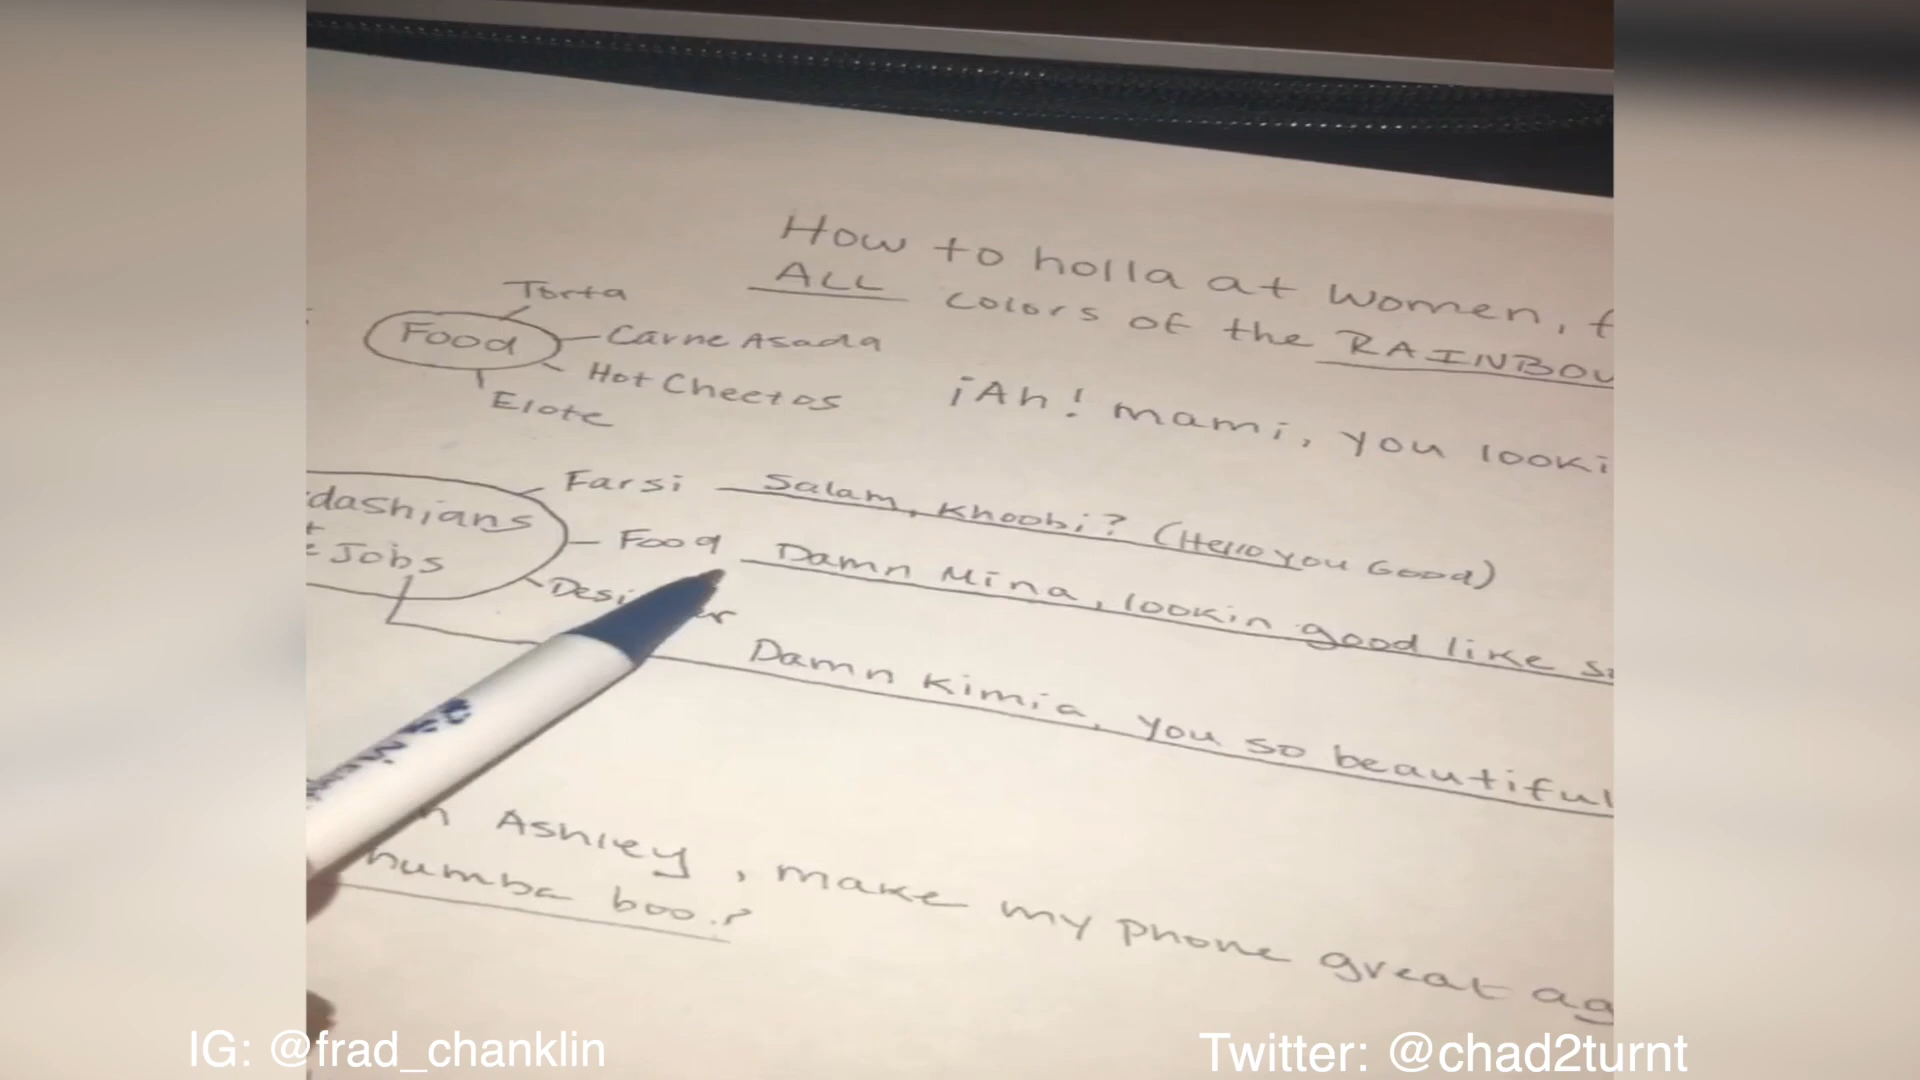 How to holla at women, f
ALL colors of the RAINBOW
Torta
Food
Carne Asada
Hot Cheetos
Elote
¡Ah! mami, you looki
dashians
Jobs
Farsi Salam, Khoobi? (Hello you Good)
Food Damn Mina, lookin good like s
Damn Kimia, you so beautiful
Ashley, make my phone great ag
numba boo.?
IG: @frad_chanklin
Twitter: @chad2turnt